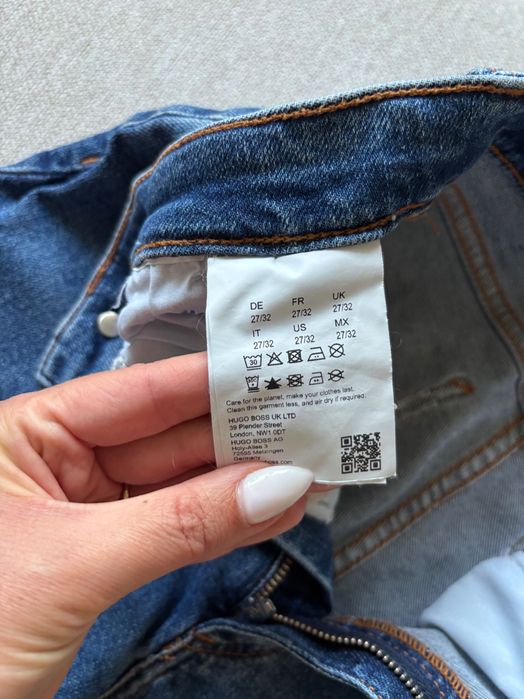 DE FR UK
27/32 27/32 27/32
IT US MX
27/32 27/32 27/32
30
Care for the planet, make your clothes last.
Clean this garment less, and air dry if required.
HUGO BOSS UK LTD
39 Plender Street
London, NW1 0DT
HUGO BOSS AG
Holy-Allee 3
72555 Metzingen
Germany